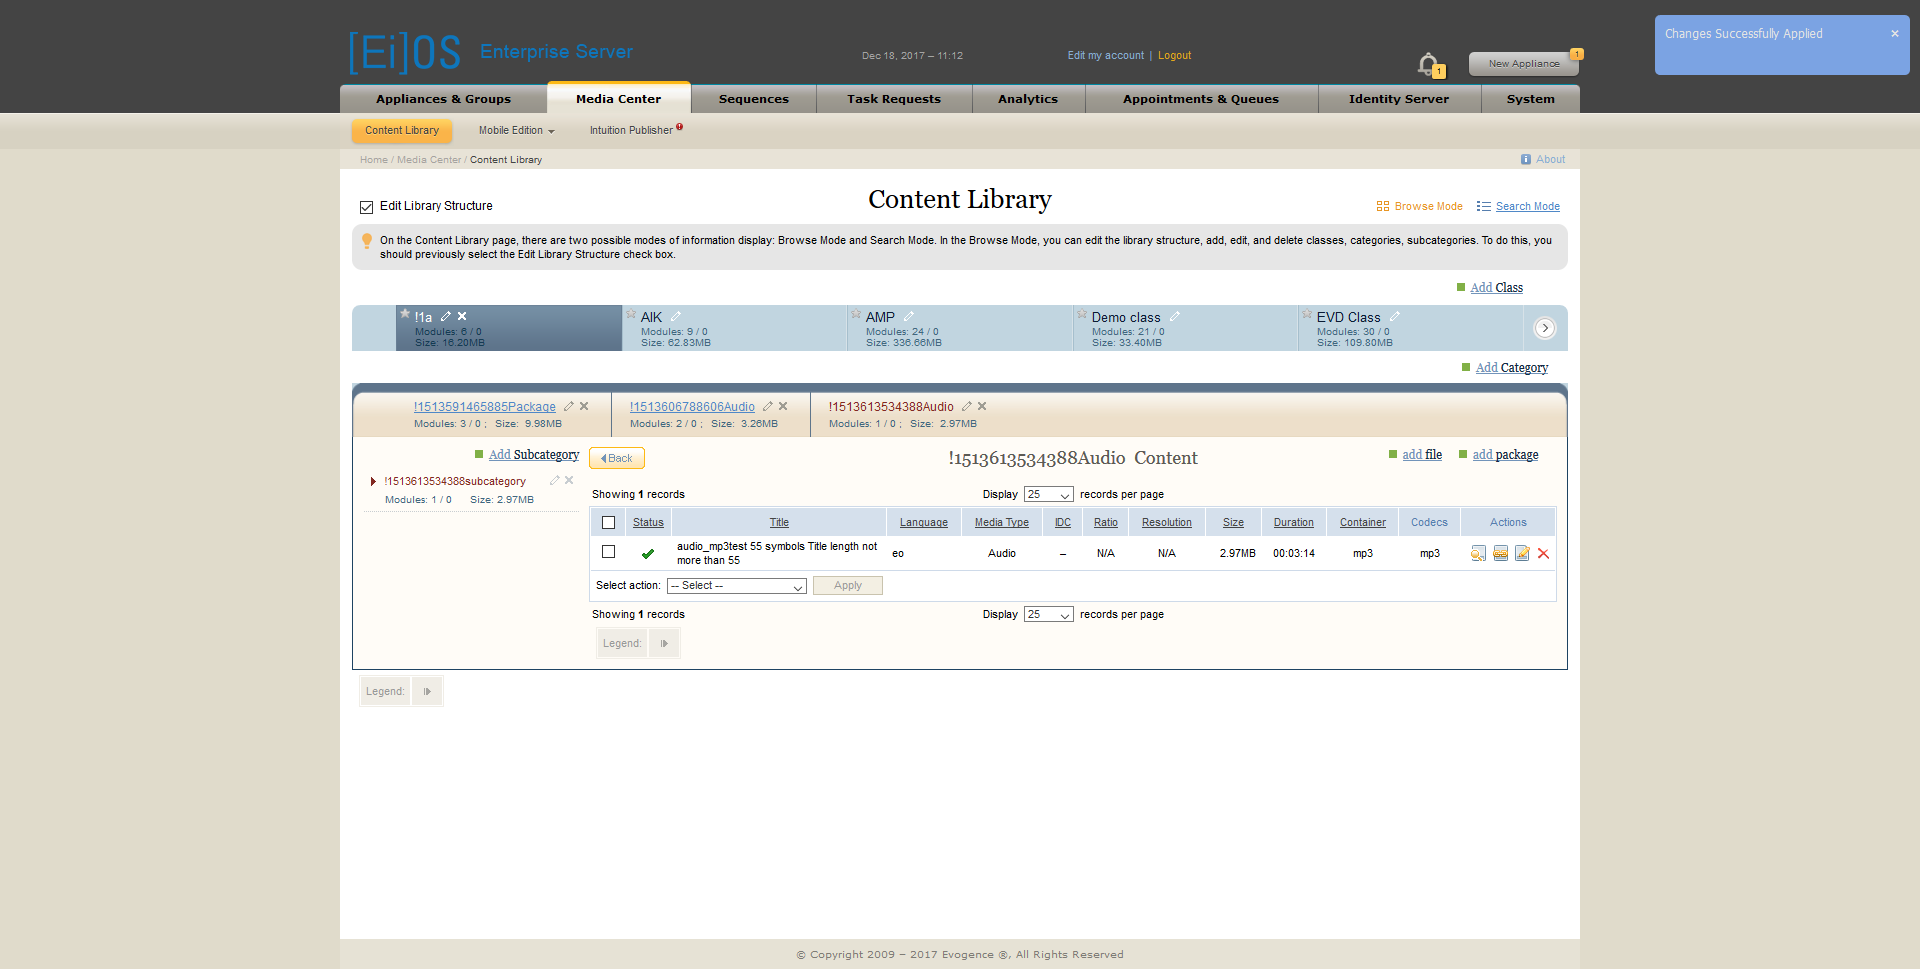 Changes Successfully Applied
[Ei]OS Enterprise Server
Dec 18, 2017 – 11:12
Edit my account | Logout
1
New Appliance
1
Appliances & Groups
Media Center
Sequences
Task Requests
Analytics
Appointments & Queues
Identity Server
System
Content Library
Mobile Edition
Intuition Publisher
Home / Media Center / Content Library
About
Edit Library Structure
Content Library
Browse Mode
Search Mode
On the Content Library page, there are two possible modes of information display: Browse Mode and Search Mode. In the Browse Mode, you can edit the library structure, add, edit, and delete classes, categories, subcategories. To do this, you
should previously select the Edit Library Structure check box.
Add Class
!1a
Modules: 6 / 0
Size: 16.20MB
AIK
Modules: 9 / 0
Size: 62.83MB
AMP
Modules: 24 / 0
Size: 336.66MB
Demo class
Modules: 21 / 0
Size: 33.40MB
EVD Class
Modules: 30 / 0
Size: 109.80MB
Add Category
!1513591465885Package
Modules: 3 / 0 ; Size: 9.98MB
!1513606788606Audio
Modules: 2 / 0 ; Size: 3.26MB
!1513613534388Audio
Modules: 1 / 0 ; Size: 2.97MB
Add Subcategory
!1513613534388subcategory
Modules: 1 / 0 Size: 2.97MB
Back
!1513613534388Audio Content
add file
add package
Showing 1 records
Display 25 records per page
Status Title Language Media Type IDC Ratio Resolution Size Duration Container Codecs Actions
audio_mp3test 55 symbols Title length not
more than 55
eo Audio – N/A N/A 2.97MB 00:03:14 mp3 mp3
Select action: -- Select -- Apply
Showing 1 records
Display 25 records per page
Legend:
Legend:
© Copyright 2009 – 2017 Evogence ®, All Rights Reserved